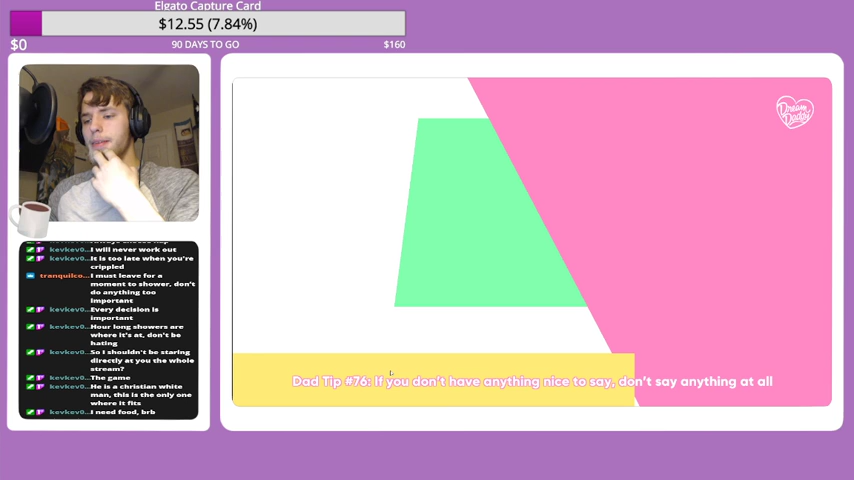 Elgato Capture Card
$12.55 (7.84%)
$0
90 DAYS TO GO
$160
Dream
Daddy
kevkev0...I will never work out
kevkev0...It is too late when you're
crippled
tranquilco...I must leave for a
moment to shower, don't
do anything too
important
kevkev0...Every decision is
important
kevkev0...Hour long showers are
where it's at, don't be
hating
kevkev0...So I shouldn't be staring
directly at you the whole
stream?
kevkev0...The game
kevkev0...He is a christian white
man, this is the only one
where it fits
kevkev0...I need food, brb
Dad Tip #76: If you don't have anything nice to say, don't say anything at all